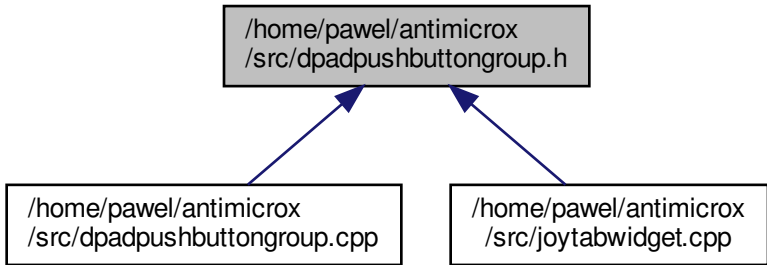 /home/pawel/antimicrox
/src/dpadpushbuttongroup.h
/home/pawel/antimicrox
/src/dpadpushbuttongroup.cpp
/home/pawel/antimicrox
/src/joytabwidget.cpp